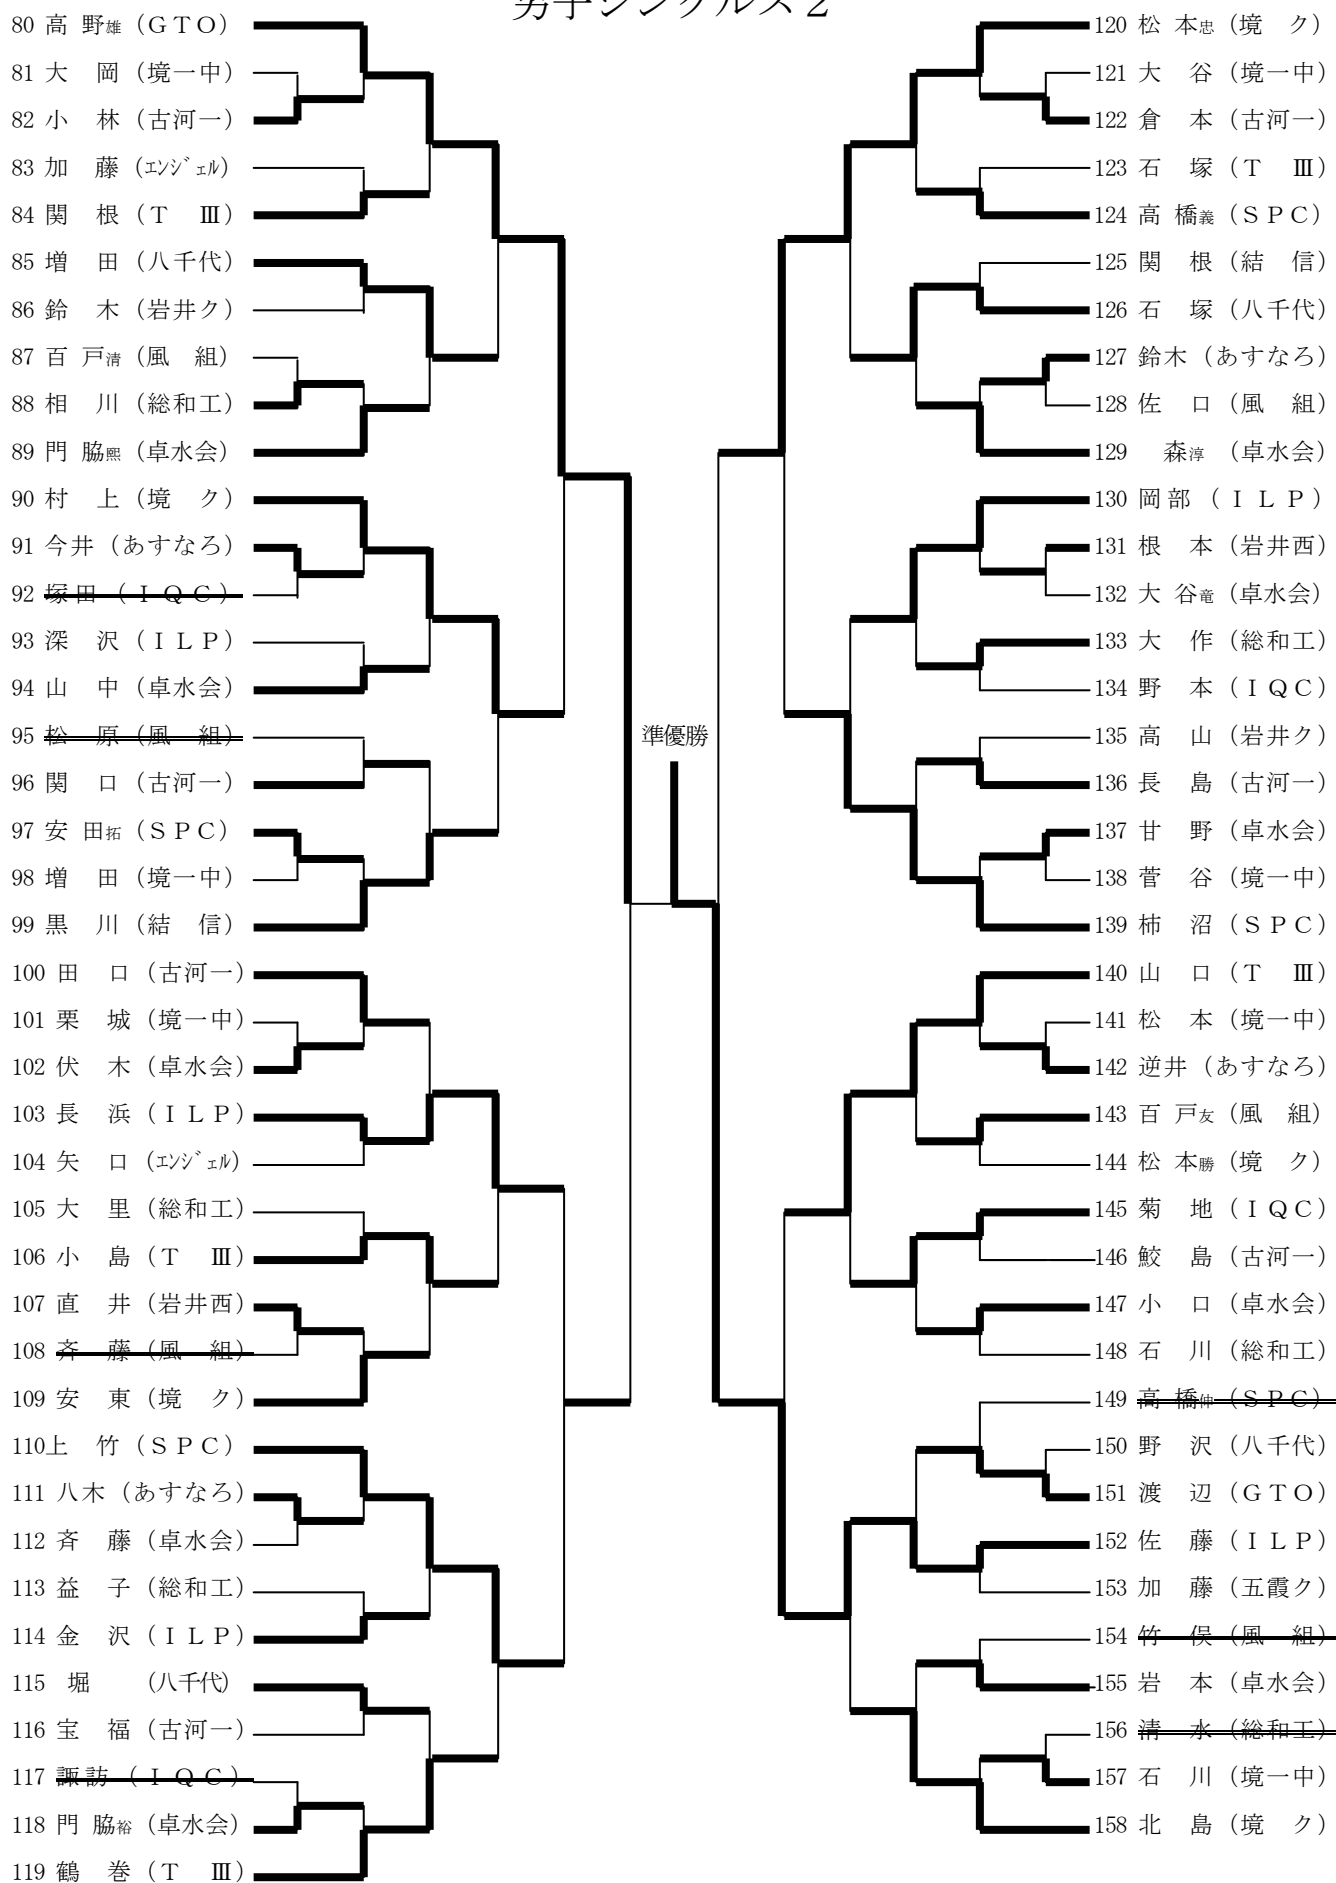 男子シングルス２
80 高 野雄 (ＧＴＯ)
81 大　岡 (境一中)
82 小　林 (古河一)
83 加　藤 (ｴﾝｼﾞｪﾙ)
84 関　根 (Ｔ　Ⅲ)
85 増　田 (八千代)
86 鈴　木 (岩井ク)
87 百 戸清 (風　組)
88 相　川 (総和工)
89 門 脇熙 (卓水会)
90 村　上 (境　ク)
91 今井 (あすなろ)
92 塚田 (ＩＱＣ)
93 深　沢 (ＩＬＰ)
94 山　中 (卓水会)
95 松　原 (風　組)
96 関　口 (古河一)
97 安 田拓 (ＳＰＣ)
98 増　田 (境一中)
99 黒　川 (結　信)
100 田　口 (古河一)
101 栗　城 (境一中)
102 伏　木 (卓水会)
103 長　浜 (ＩＬＰ)
104 矢　口 (ｴﾝｼﾞｪﾙ)
105 大　里 (総和工)
106 小　島 (Ｔ　Ⅲ)
107 直　井 (岩井西)
108 斉　藤 (風　組)
109 安　東 (境　ク)
110上　竹 (ＳＰＣ)
111 八木 (あすなろ)
112 斉　藤 (卓水会)
113 益　子 (総和工)
114 金　沢 (ＩＬＰ)
115 堀　　(八千代)
116 宝　福 (古河一)
117 諏訪 (ＩＱＣ)
118 門 脇裕 (卓水会)
119 鶴　巻 (Ｔ　Ⅲ)
準優勝
120 松 本忠 (境　ク)
121 大　谷 (境一中)
122 倉　本 (古河一)
123 石　塚 (Ｔ　Ⅲ)
124 高 橋義 (ＳＰＣ)
125 関　根 (結　信)
126 石　塚 (八千代)
127 鈴木 (あすなろ)
128 佐　口 (風　組)
129　森淳 (卓水会)
130 岡部 (ＩＬＰ)
131 根　本 (岩井西)
132 大 谷竜 (卓水会)
133 大　作 (総和工)
134 野　本 (ＩＱＣ)
135 高　山 (岩井ク)
136 長　島 (古河一)
137 甘　野 (卓水会)
138 菅　谷 (境一中)
139 柿　沼 (ＳＰＣ)
140 山　口 (Ｔ　Ⅲ)
141 松　本 (境一中)
142 逆井 (あすなろ)
143 百 戸友 (風　組)
144 松 本勝 (境　ク)
145 菊　地 (ＩＱＣ)
146 鮫　島 (古河一)
147 小　口 (卓水会)
148 石　川 (総和工)
149 高 橋伸 (ＳＰＣ)
150 野　沢 (八千代)
151 渡　辺 (ＧＴＯ)
152 佐　藤 (ＩＬＰ)
153 加　藤 (五霞ク)
154 竹　俣 (風　組)
155 岩　本 (卓水会)
156 清　水 (総和工)
157 石　川 (境一中)
158 北　島 (境　ク)